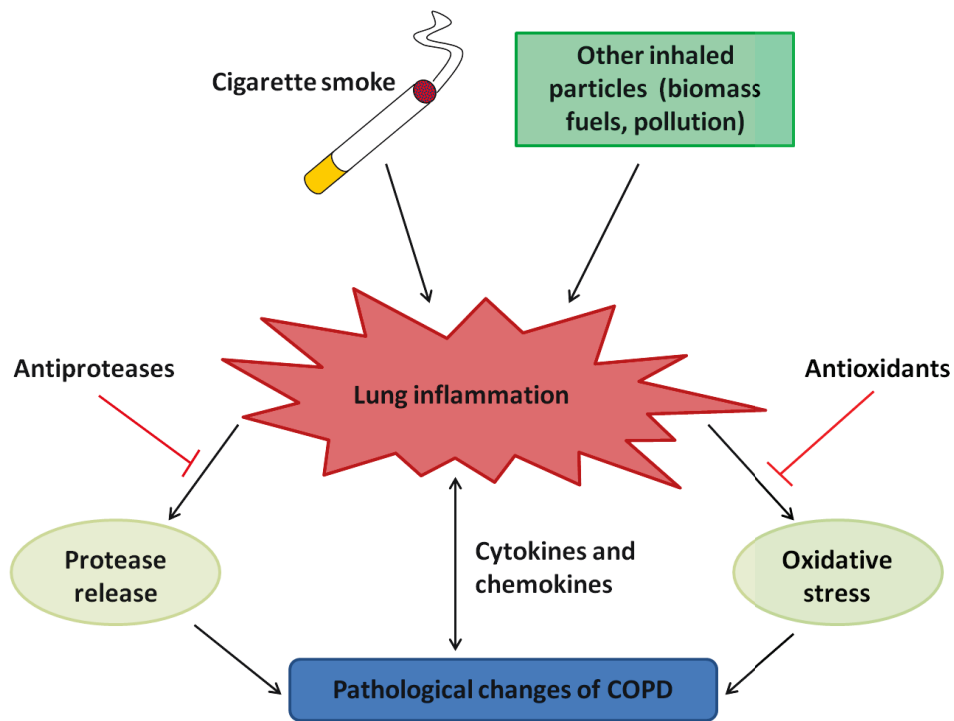 Cigarette smoke
Other inhaled
particles (biomass
fuels, pollution)
Antiproteases
Lung inflammation
Antioxidants
Protease
release
Cytokines and
chemokines
Oxidative
stress
Pathological changes of COPD